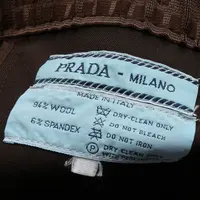 PRADA - MILANO
MADE IN ITALY
94% WOOL
6% SPANDEX
DRY-CLEAN ONLY
DO NOT BLEACH
DO NOT IRON
P DRY-CLEAN